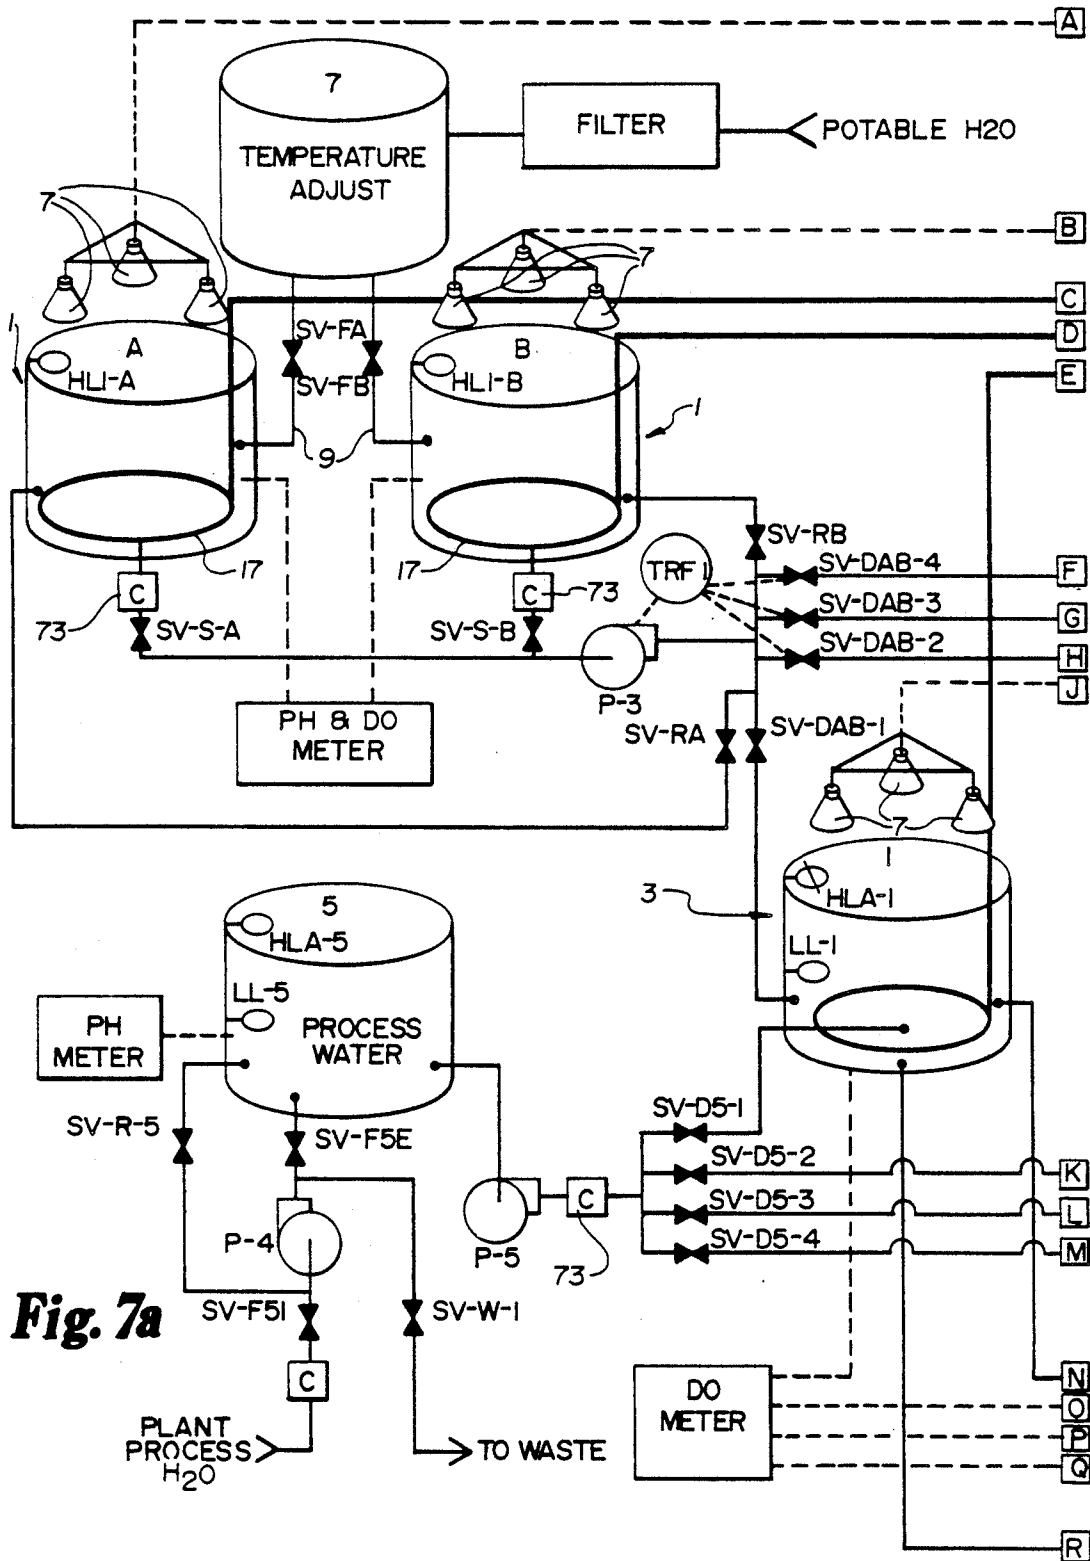 A
7
TEMPERATURE
ADJUST
FILTER
POTABLE H2O
7
B
7
C
SV-FA
D
1
A
HLI-A
B
HLI-B
SV-FB
E
1
9
SV-RB
17
17
TRF 1
SV-DAB-4
F
C
C
73
73
SV-DAB-3
G
SV-S-A
SV-S-B
SV-DAB-2
H
P-3
J
PH & DO
METER
SV-RA
SV-DAB-1
7
1
5
HLA-5
3
HLA-1
LL-5
LL-1
PH
METER
PROCESS
WATER
SV-R-5
SV-F5E
SV-D5-1
SV-D5-2
K
C
SV-D5-3
L
P-4
P-5
SV-D5-4
M
73
Fig. 7a
SV-F5I
SV-W-1
C
DO
METER
N
O
PLANT
PROCESS
H2O
TO WASTE
P
Q
R